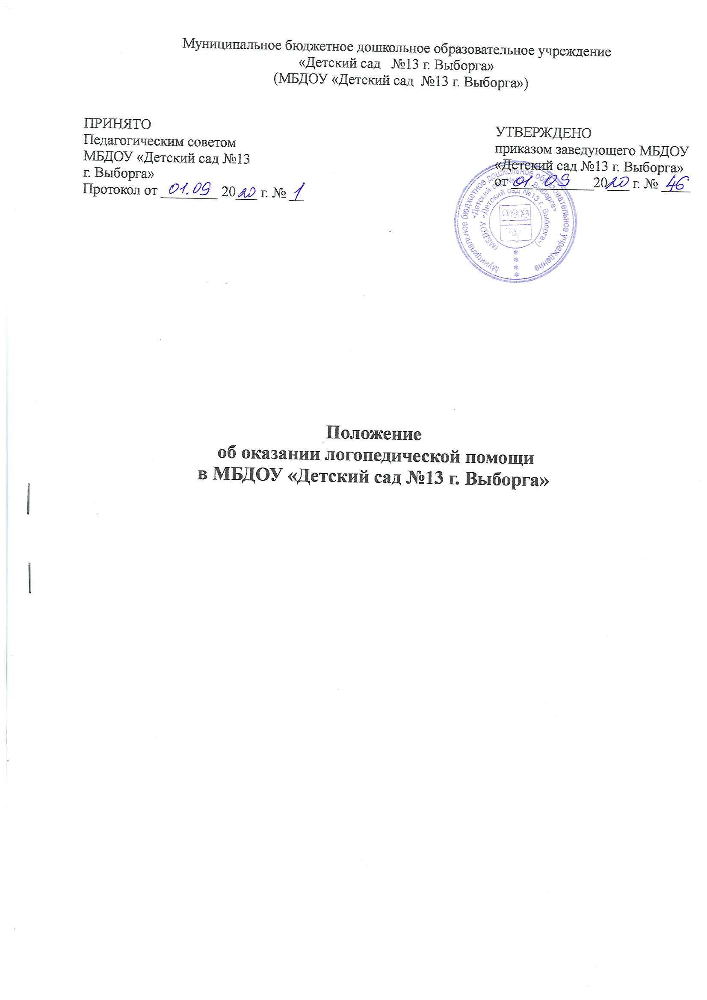 Муниципальное бюджетное дошкольное образовательное учреждение
«Детский сад №13 г. Выборга»
(МБДОУ «Детский сад №13 г. Выборга»)
ПРИНЯТО
Педагогическим советом
МБДОУ «Детский сад №13
г. Выборга»
Протокол от 01.09 2020 г. № 1
УТВЕРЖДЕНО
приказом заведующего МБДОУ
«Детский сад №13 г. Выборга»
от 01. 09 2020 г. № 46
Муниципальное бюджетное дошкольное образовательное учреждение
"Детский сад №13 г. Выборга"
(МБДОУ «Детский сад №13 г. Выборга»)
Положение
об оказании логопедической помощи
в МБДОУ «Детский сад №13 г. Выборга»